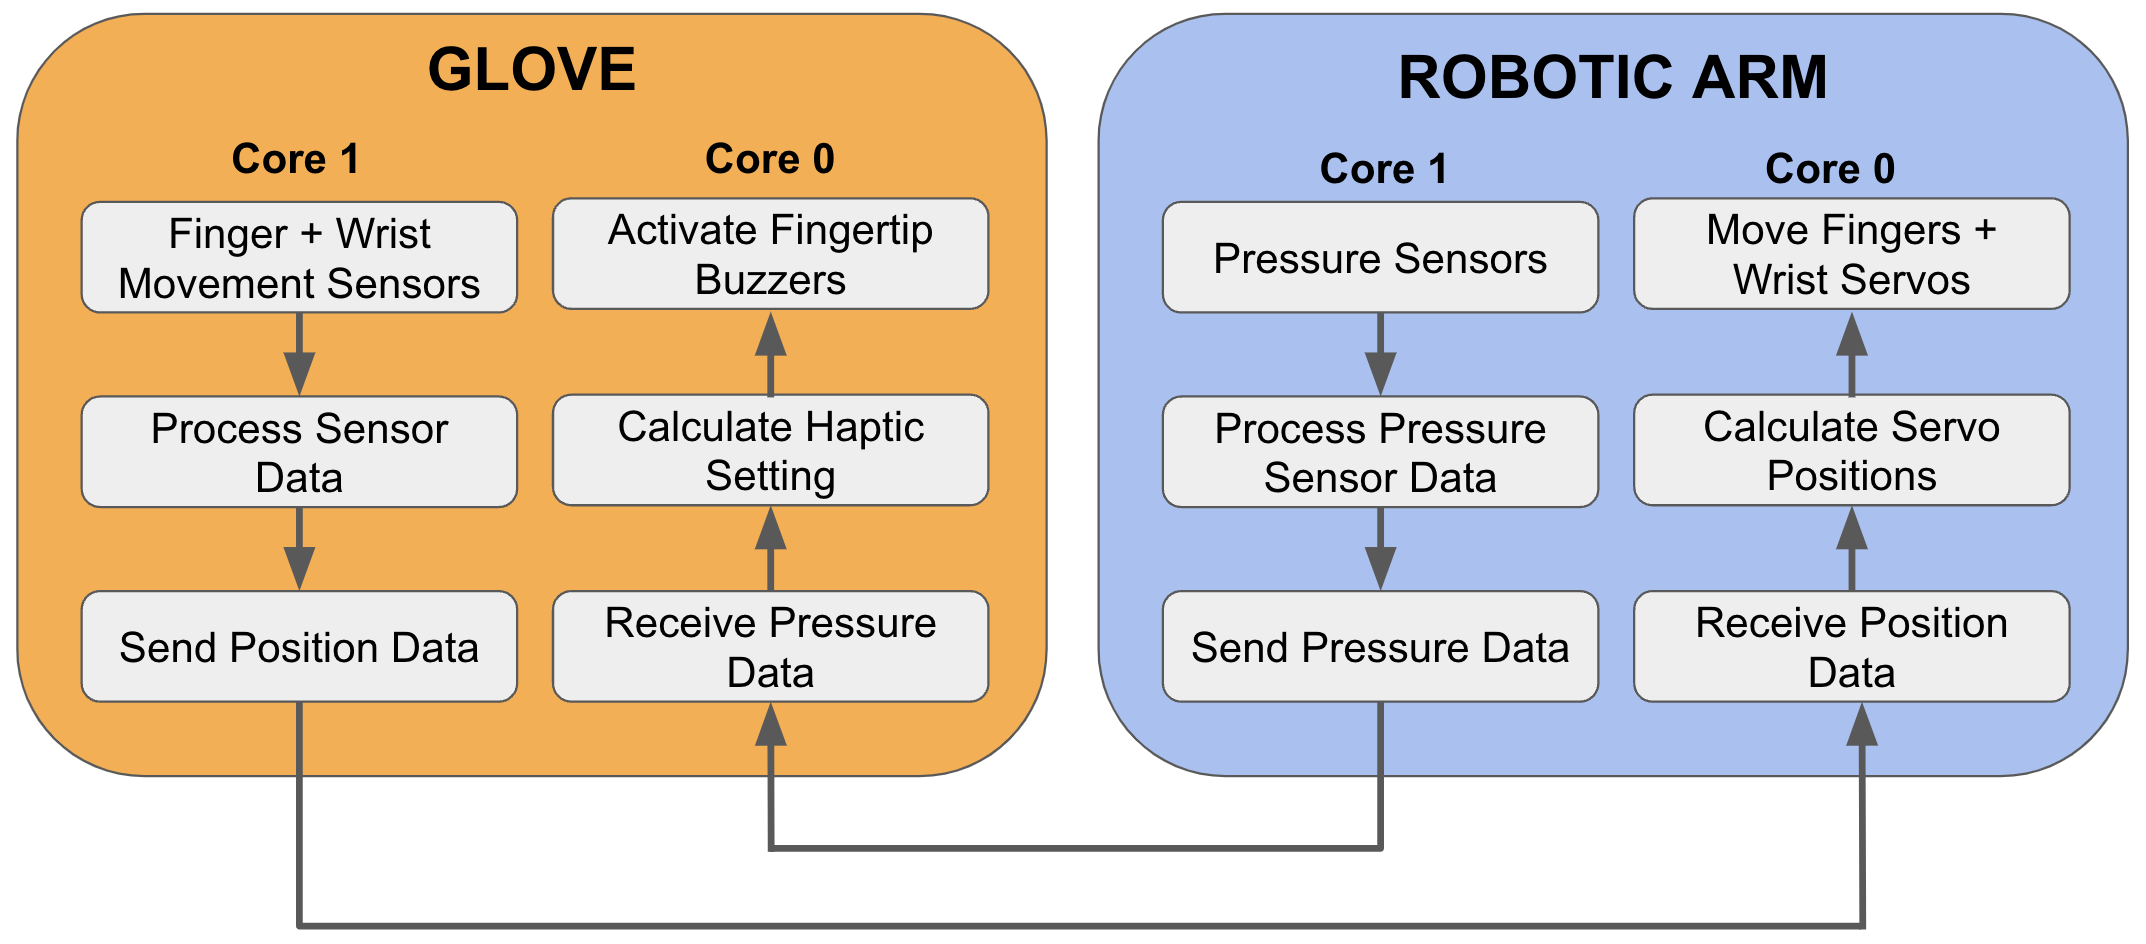 GLOVE
Core 1
Finger + Wrist
Movement Sensors
Process Sensor
Data
Send Position Data
Core 0
Activate Fingertip
Buzzers
Calculate Haptic
Setting
Receive Pressure
Data
ROBOTIC ARM
Core 1
Pressure Sensors
Process Pressure
Sensor Data
Send Pressure Data
Core 0
Move Fingers +
Wrist Servos
Calculate Servo
Positions
Receive Position
Data